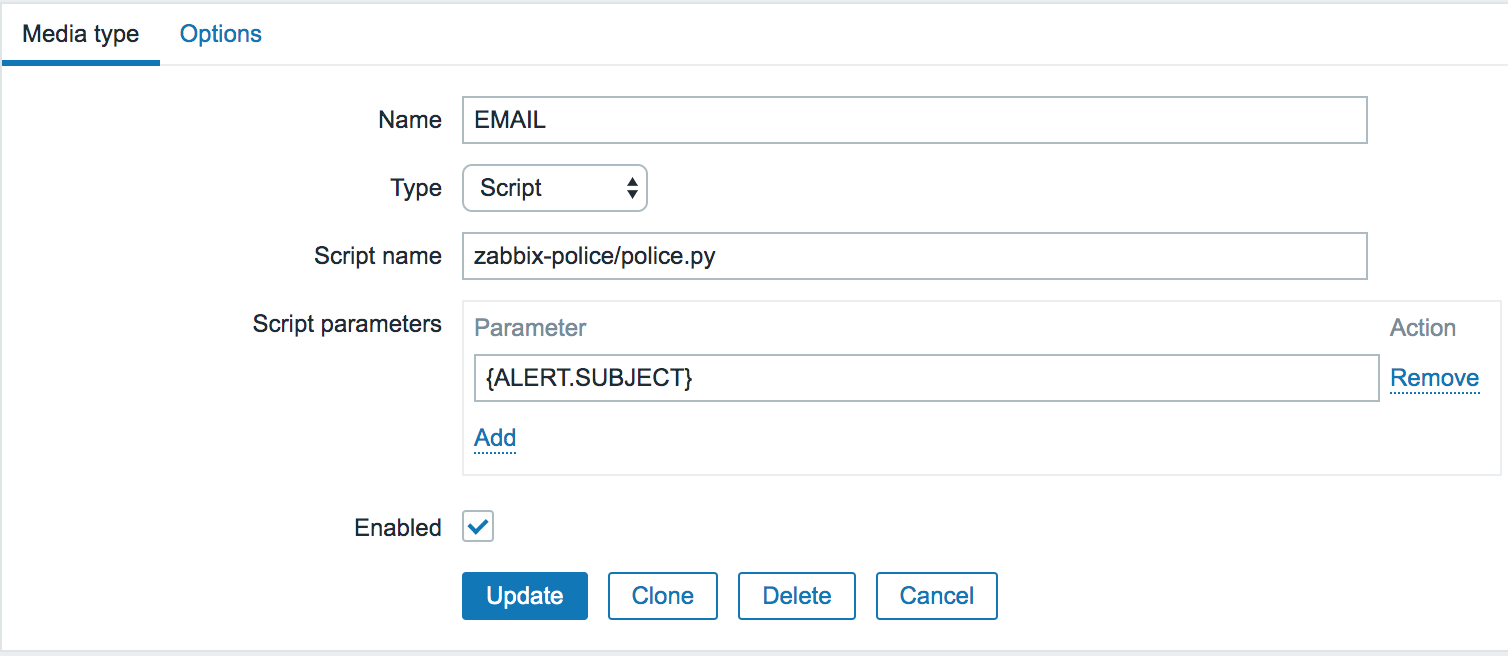 Media type Options
Name EMAIL
Type Script
Script name zabbix-police/police.py
Script parameters Parameter Action
{ALERT.SUBJECT} Remove
Add
Enabled
Update Clone Delete Cancel